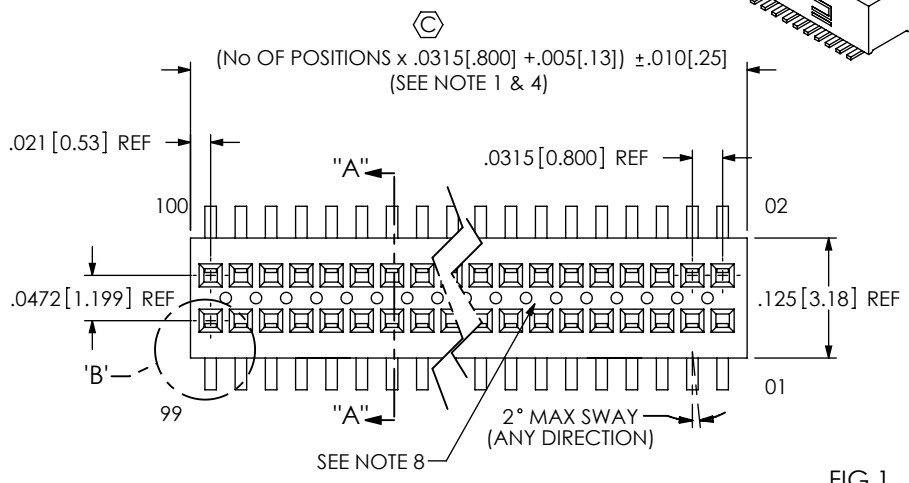 C
(No OF POSITIONS x .0315[.800] +.005[.13]) ±.010[.25]
(SEE NOTE 1 & 4)
.021[0.53] REF
"A"
.0315[0.800] REF
100
02
.0472[1.199] REF
.125[3.18] REF
'B'
99
"A"
2° MAX SWAY
(ANY DIRECTION)
01
SEE NOTE 8
FIG 1